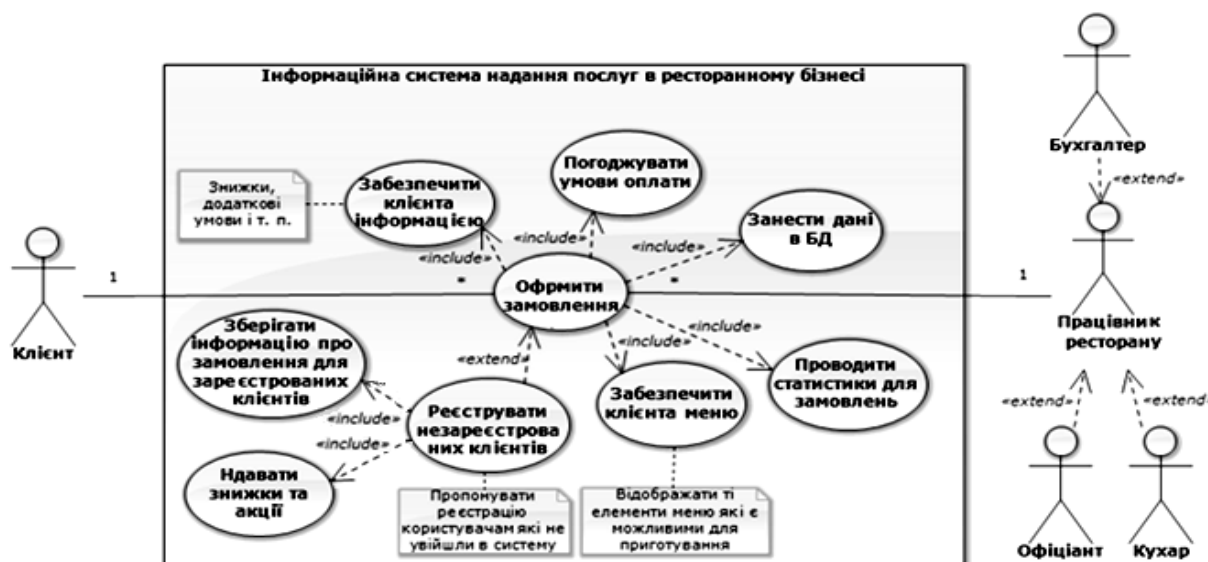 Інформаційна система надання послуг в ресторанному бізнесі
Бухгалтер
«extend»
Знижки,
додаткові
умови і т. п.
Забезпечити
клієнта
інформацією
Погоджувати
умови оплати
Занести дані
в БД
«include»
«include»
«include»
Клієнт
1
*
Офрмити
замовлення
*
1
Працівник
ресторану
Зберігати
інформацію про
замовлення для
зареєстрованих
клієнтів
«extend»
«include»
«include»
Забезпечити
клієнта меню
Проводити
статистики для
замовлень
«include»
«include»
Реєструвати
незареєстрова
них клієнтів
Ндавати
знижки та
акції
Пропонувати
реєстрацію
користувачам які не
увійшли в систему
Відображати ті
елементи меню які є
можливими для
приготування
«extend»
«extend»
Офіціант
Кухар